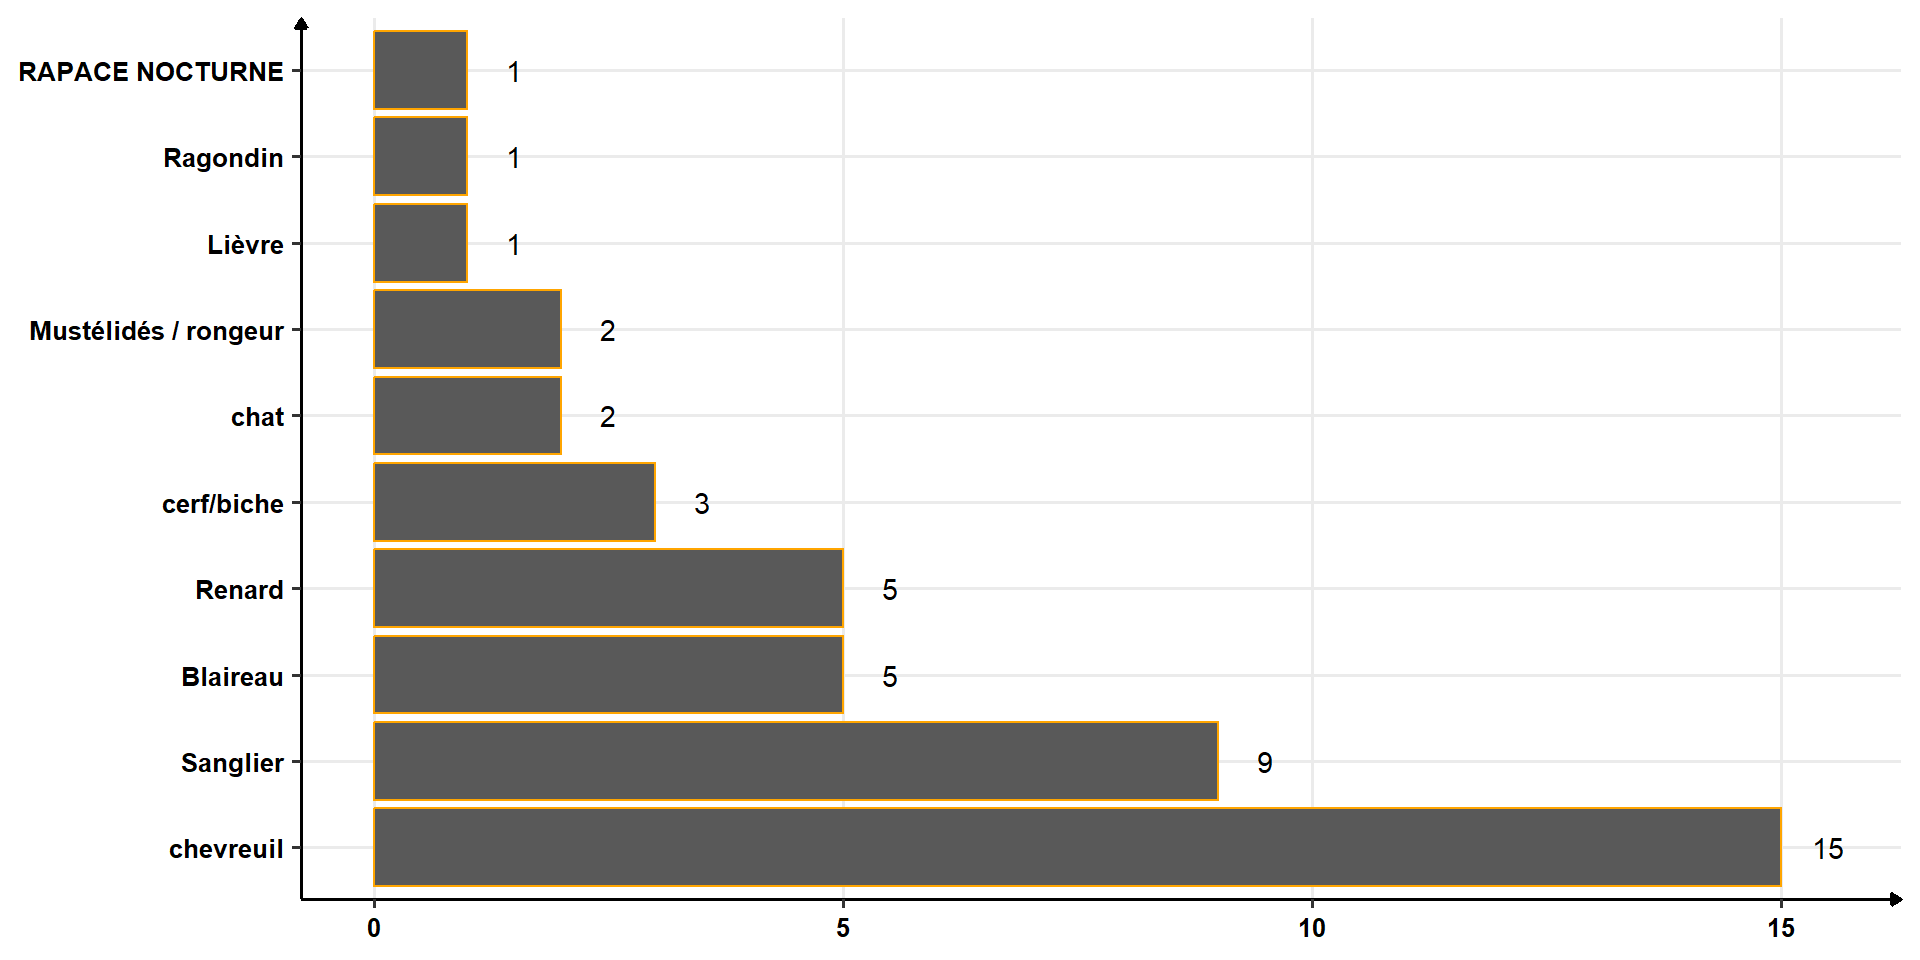 RAPACE NOCTURNE 1
Ragondin 1
Lièvre 1
Mustélidés / rongeur 2
chat 2
cerf/biche 3
Renard 5
Blaireau 5
Sanglier 9
chevreuil 15
0 5 10 15